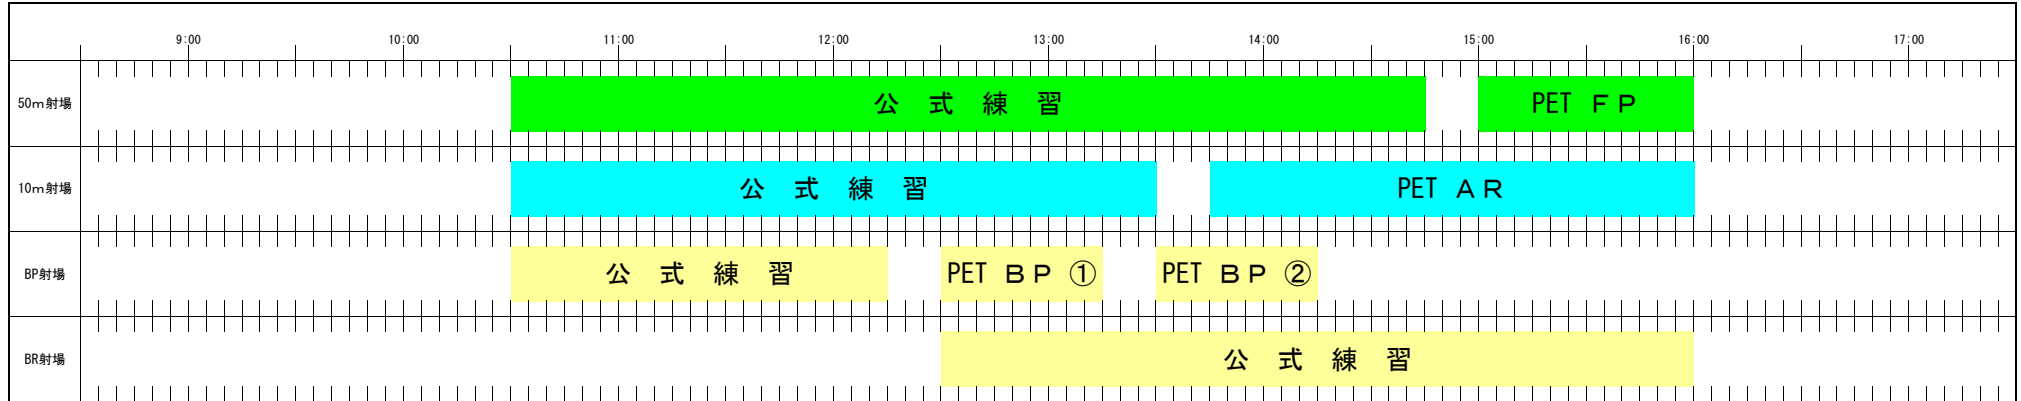 9:00 10:00 11:00 12:00 13:00 14:00 15:00 16:00 17:00
50m射場 公 式 練 習 PET ＦＰ
10m射場 公 式 練 習 PET ＡＲ
BP射場 公 式 練 習 PET ＢＰ ① PET ＢＰ ②
BR射場 公 式 練 習